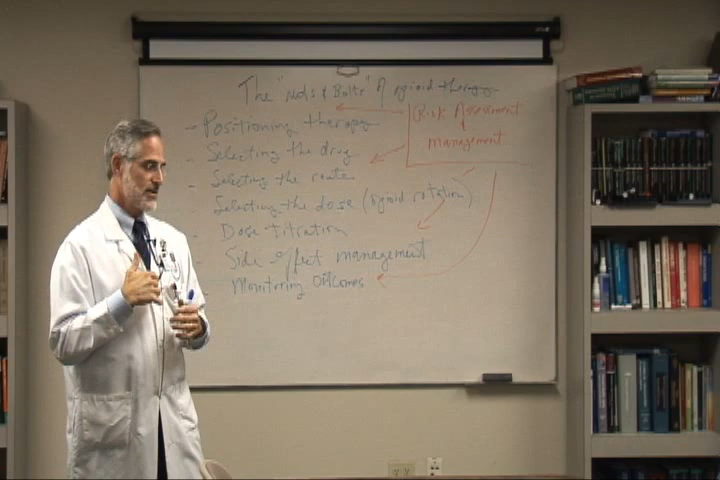 The "Nuts & Bolts" of opioid therapy
Risk Assessment
&
management
- Positioning therapy
- Selecting the drug
- Selecting the route
- Selecting the dose (opioid rotation)
- Dose titration
- Side effect management
- Monitoring outcomes